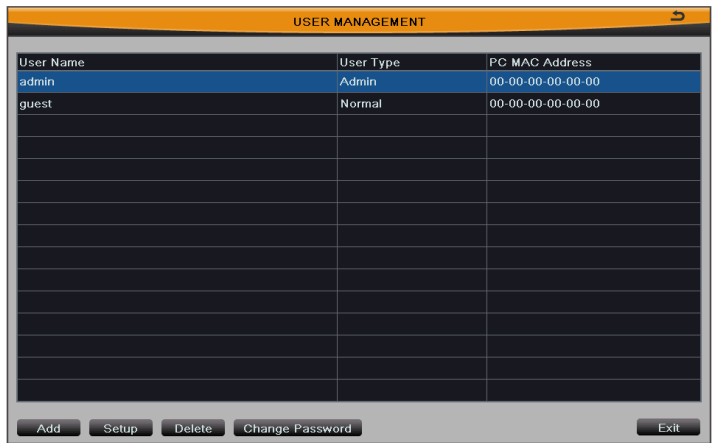 USER MANAGEMENT
User Name User Type PC MAC Address
admin Admin 00-00-00-00-00-00
guest Normal 00-00-00-00-00-00
Add Setup Delete Change Password Exit